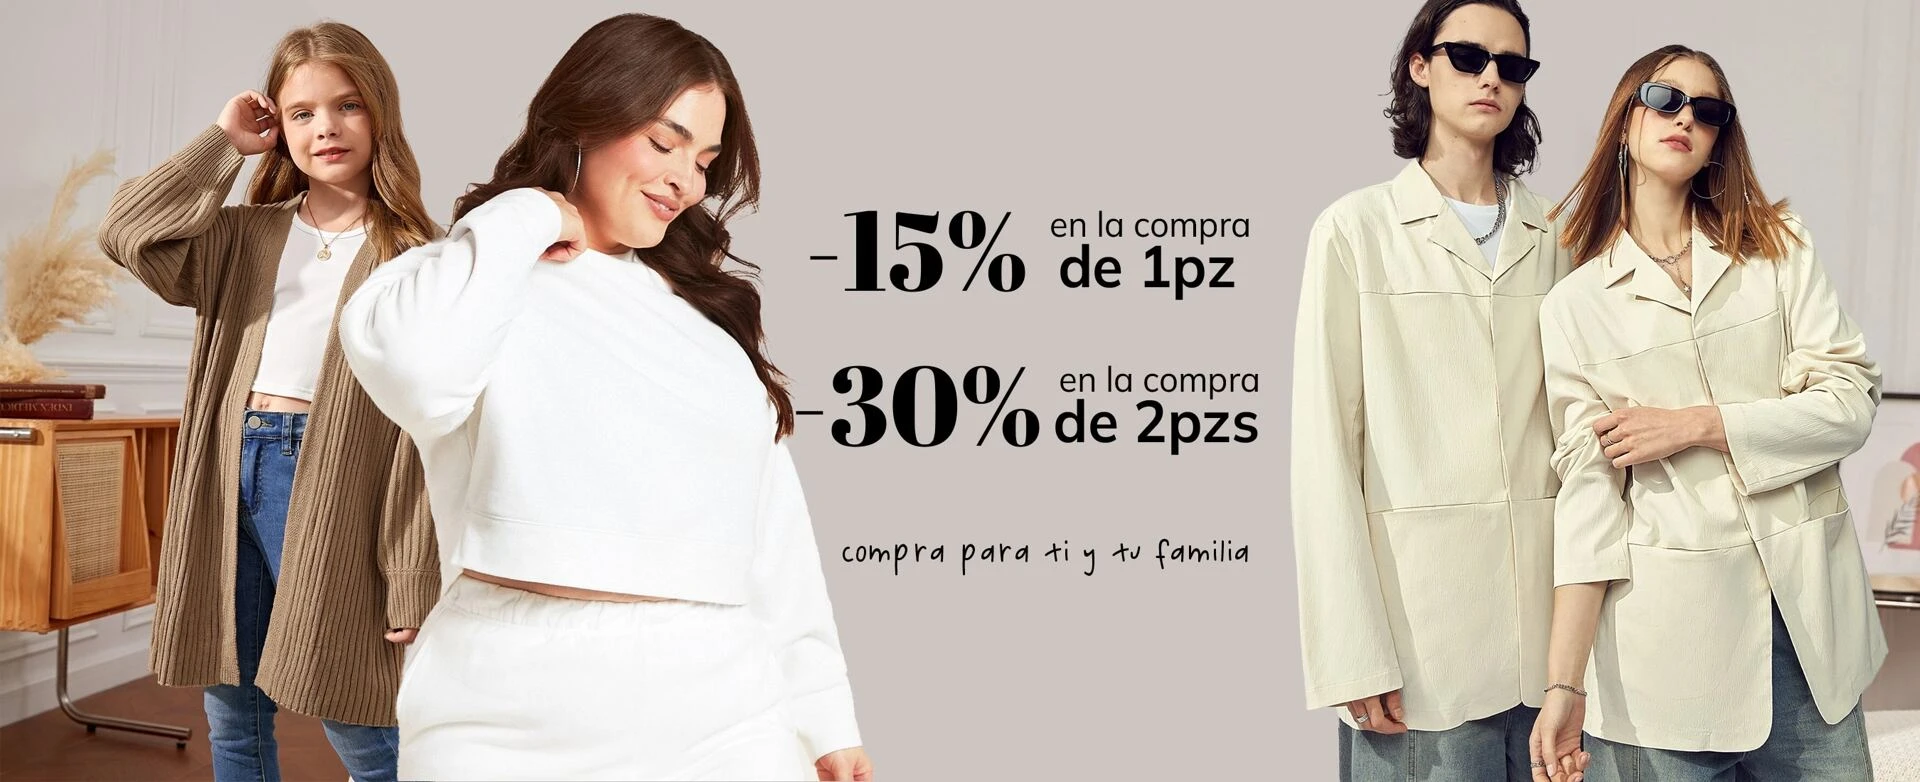 -15% en la compra
de 1pz
-30% en la compra
de 2pzs
compra para ti y tu familia